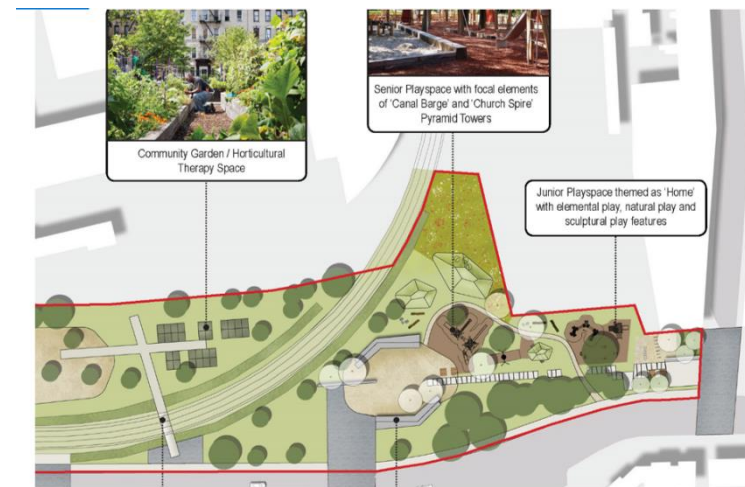 Senior Playspace with focal elements
of 'Canal Barge' and 'Church Spire'
Pyramid Towers
Community Garden / Horticultural
Therapy Space
Junior Playspace themed as 'Home'
with elemental play, natural play and
sculptural play features